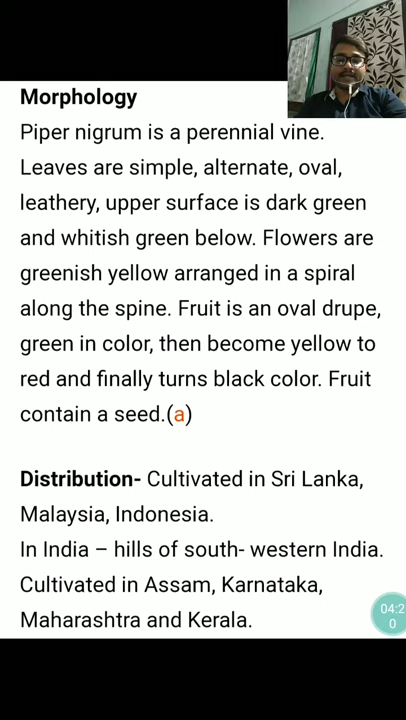 Morphology
Piper nigrum is a perennial vine.
Leaves are simple, alternate, oval,
leathery, upper surface is dark green
and whitish green below. Flowers are
greenish yellow arranged in a spiral
along the spine. Fruit is an oval drupe,
green in color, then become yellow to
red and finally turns black color. Fruit
contain a seed.(a)
Distribution- Cultivated in Sri Lanka,
Malaysia, Indonesia.
In India – hills of south- western India.
Cultivated in Assam, Karnataka,
Maharashtra and Kerala.
04:2
0